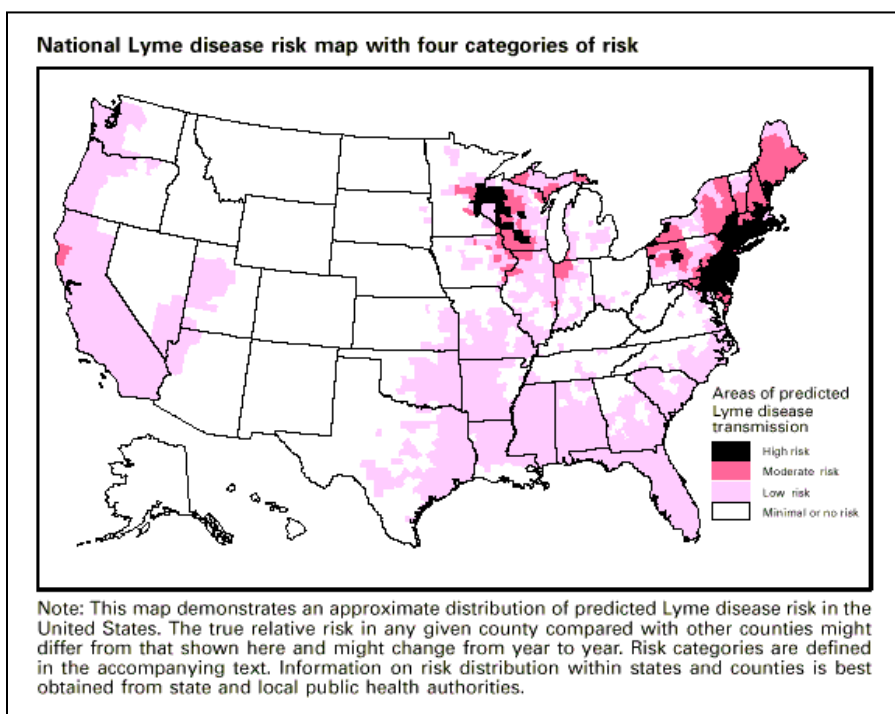 National Lyme disease risk map with four categories of risk
Areas of predicted
Lyme disease
transmission
High risk
Moderate risk
Low risk
Minimal or no risk
Note: This map demonstrates an approximate distribution of predicted Lyme disease risk in the
United States. The true relative risk in any given county compared with other counties might
differ from that shown here and might change from year to year. Risk categories are defined
in the accompanying text. Information on risk distribution within states and counties is best
obtained from state and local public health authorities.